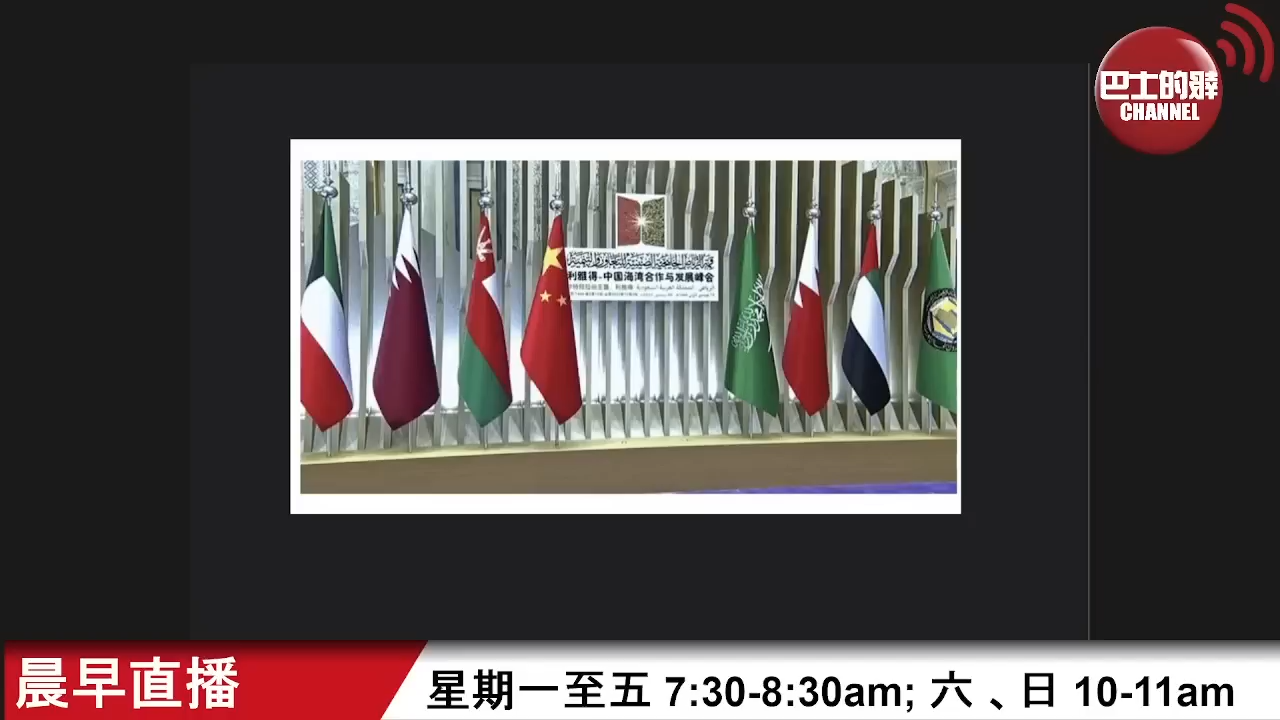 巴士的報
CHANNEL
利雅得-中国海湾合作与发展峰会
晨早直播
星期一至五 7:30-8:30am; 六、日 10-11am